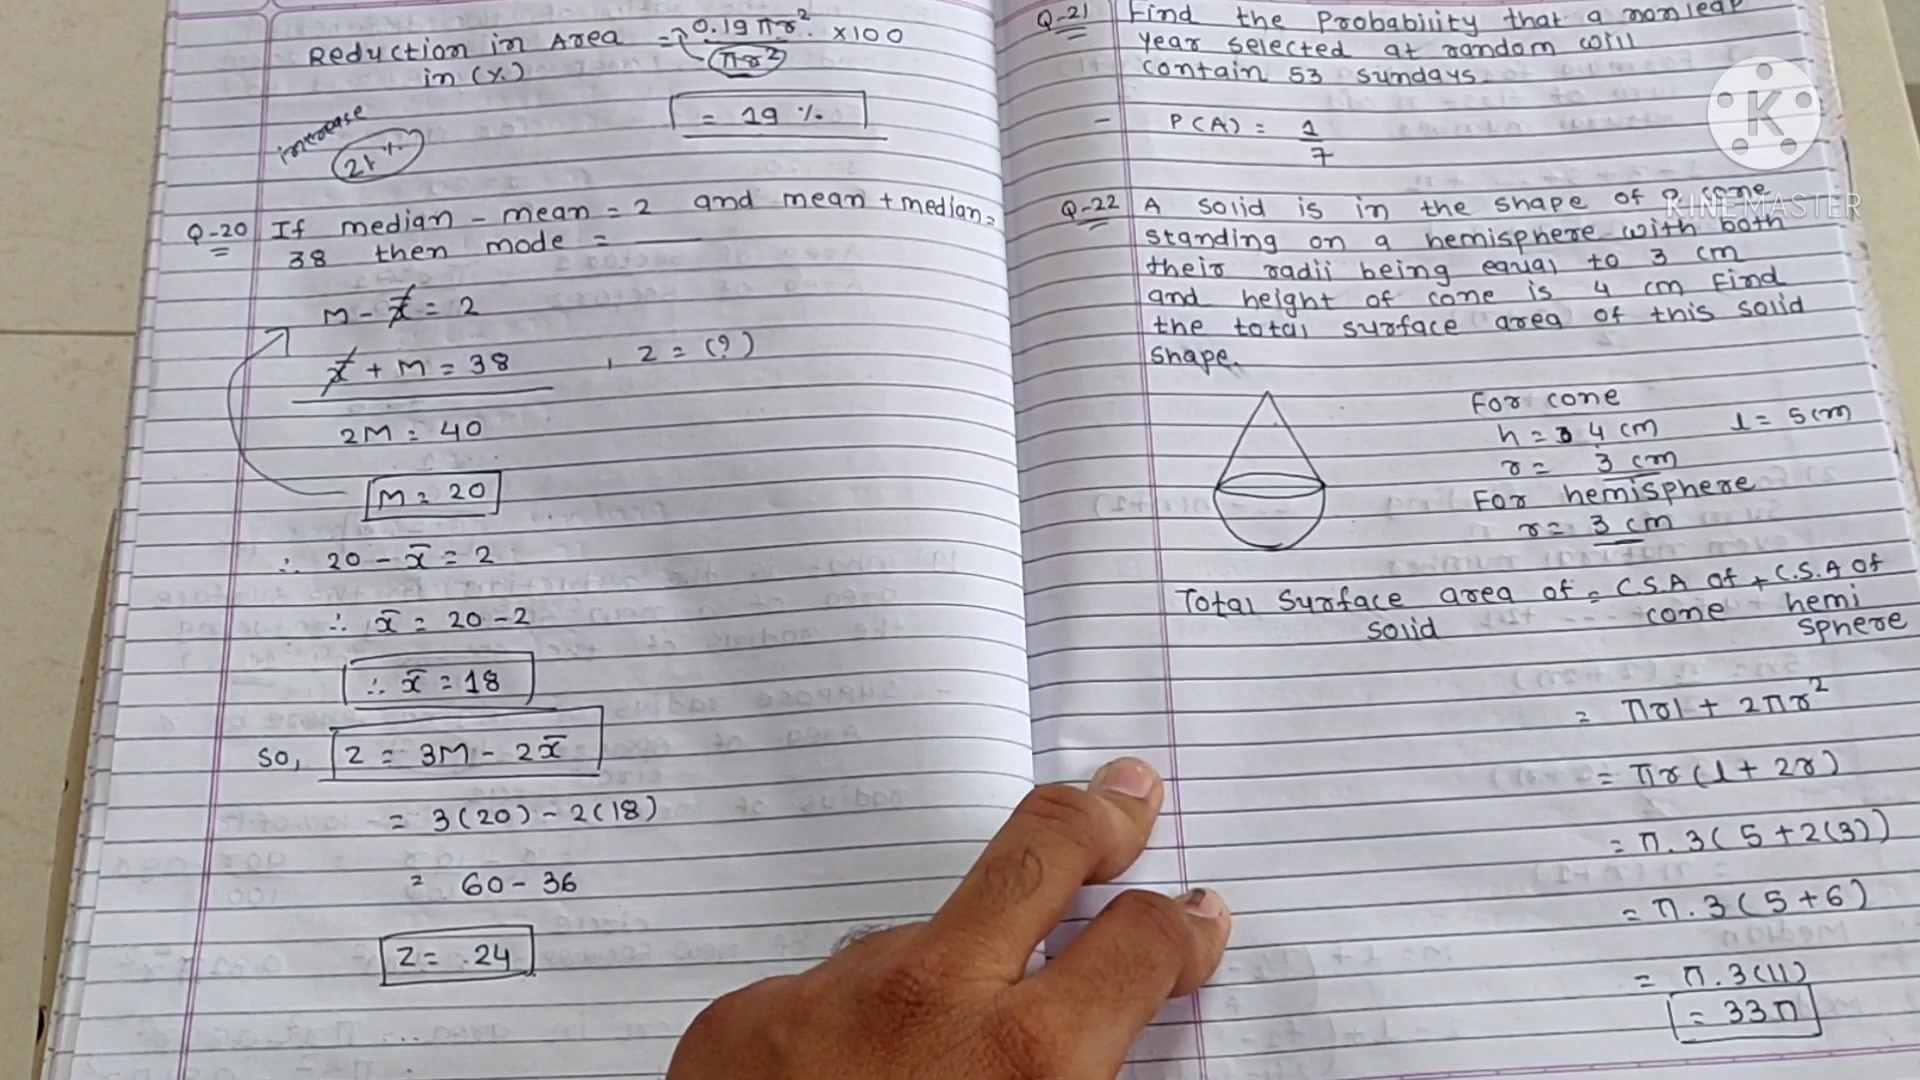 Reduction in Area = 0.19πr² × 100
in (%) πr²
increase
21 %
= 19 %
Q-20 If median - mean = 2 and mean + median =
38 then mode = ____
M - x̄ = 2
x̄ + M = 38 , Z = (?)
2M = 40
M = 20
∴ 20 - x̄ = 2
∴ x̄ = 20 - 2
∴ x̄ = 18
So, Z = 3M - 2x̄
= 3(20) - 2(18)
= 60 - 36
Z = 24
Q-21 Find the Probability that a nonleap
year selected at random will
contain 53 sundays.
- P(A) = 1
7
Q-22 A solid is in the shape of a cone
standing on a hemisphere with both
their radii being equal to 3 cm
and height of cone is 4 cm Find
the total surface area of this solid
shape.
For cone
h = 4 cm l = 5 cm
r = 3 cm
For hemisphere
r = 3 cm
Total Surface area of = C.S.A of + C.S.A of
solid cone hemi
sphere
= πrl + 2πr²
= πr(l + 2r)
= π.3(5 + 2(3))
= π.3(5 + 6)
= π.3(11)
= 33π
K
KINEMASTER